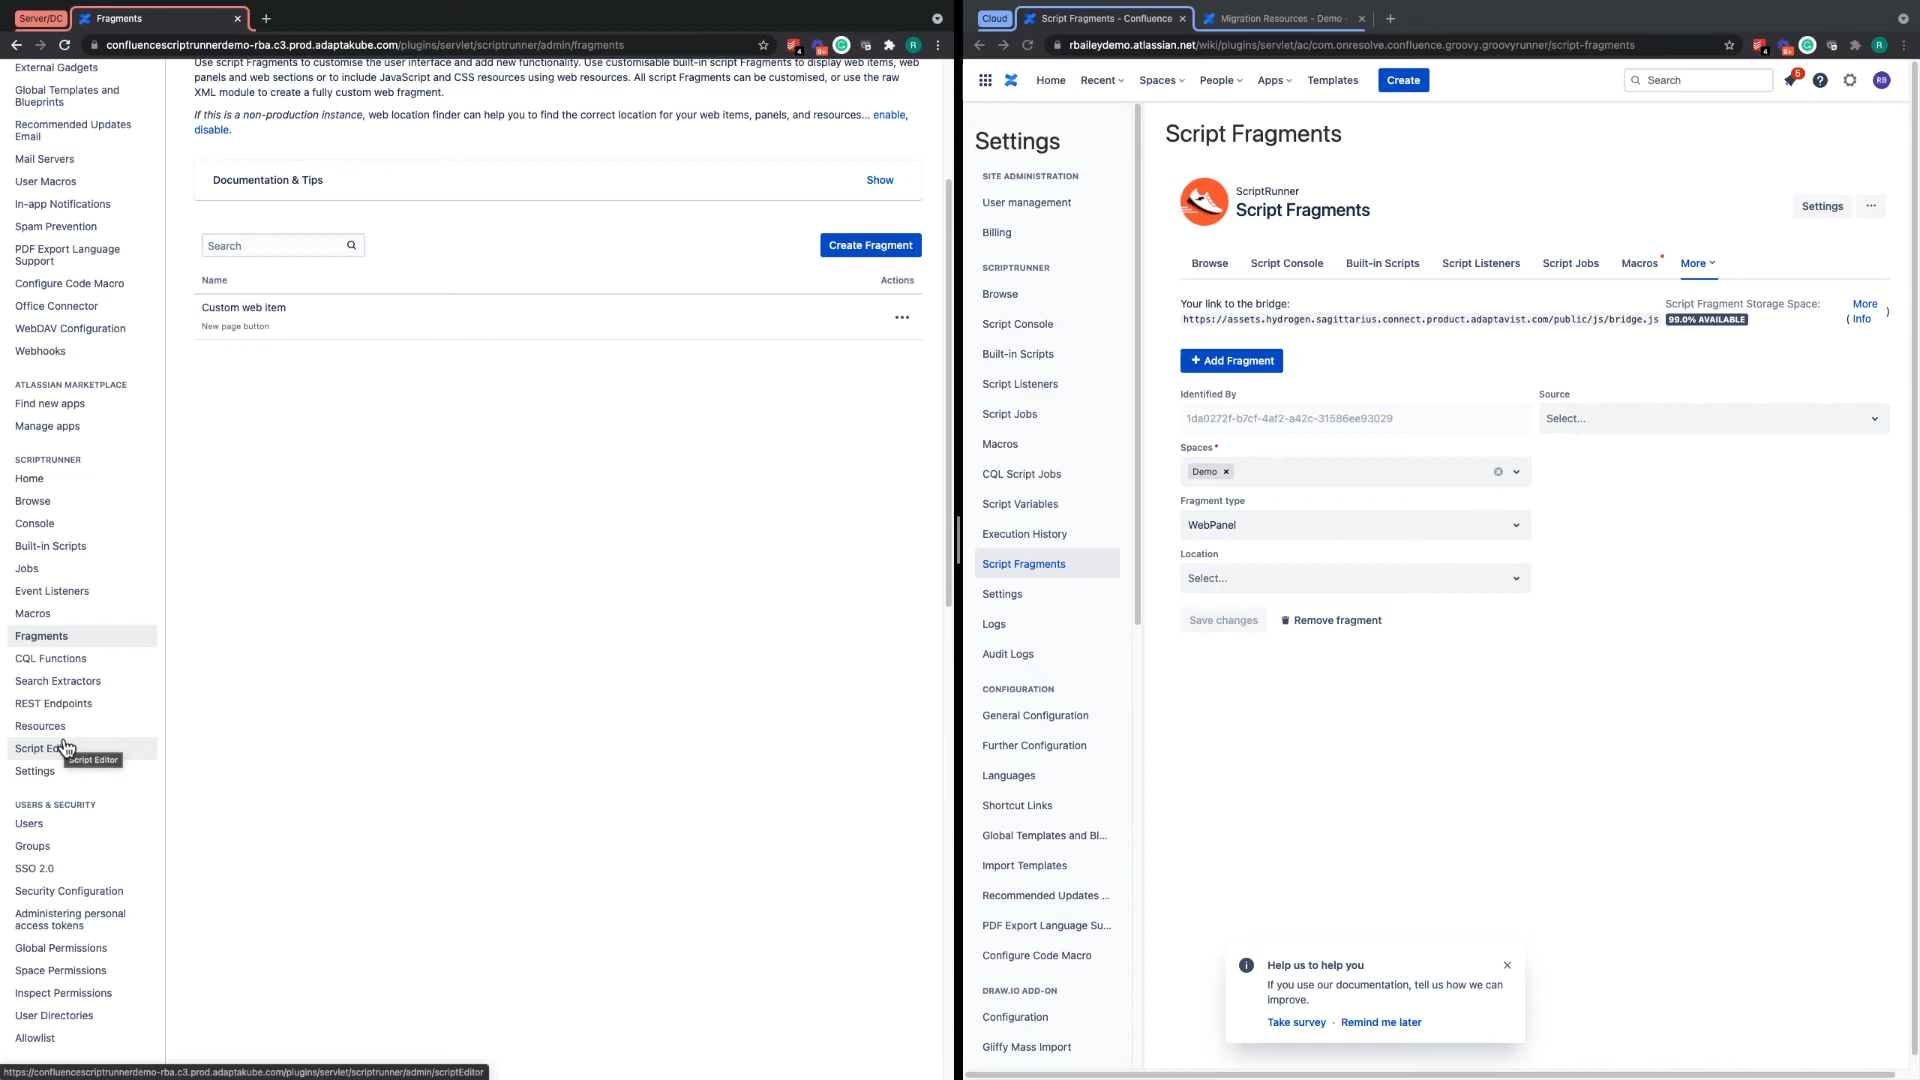 Server/DC
Fragments
confluencescriptrunnerdemo-rba.c3.prod.adaptakube.com/plugins/servlet/scriptrunner/admin/fragments
4
9+
R
External Gadgets
Global Templates and
Blueprints
Recommended Updates
Email
Mail Servers
User Macros
In-app Notifications
Spam Prevention
PDF Export Language
Support
Configure Code Macro
Office Connector
WebDAV Configuration
Webhooks
ATLASSIAN MARKETPLACE
Find new apps
Manage apps
SCRIPTRUNNER
Home
Browse
Console
Built-in Scripts
Jobs
Event Listeners
Macros
Fragments
CQL Functions
Search Extractors
REST Endpoints
Resources
Script Ed
Script Editor
Settings
USERS & SECURITY
Users
Groups
SSO 2.0
Security Configuration
Administering personal
access tokens
Global Permissions
Space Permissions
Inspect Permissions
User Directories
Allowlist
https://confluencescriptrunnerdemo-rba.c3.prod.adaptakube.com/plugins/servlet/scriptrunner/admin/scriptEditor
Use script Fragments to customise the user interface and add new functionality. Use customisable built-in script Fragments to display web items, web
panels and web sections or to include JavaScript and CSS resources using web resources. All script Fragments can be customised, or use the raw
XML module to create a fully custom web fragment.
If this is a non-production instance, web location finder can help you to find the correct location for your web items, panels, and resources... enable,
disable.
Documentation & Tips
Show
Search
Create Fragment
Name
Actions
Custom web item
New page button
Cloud
Script Fragments - Confluence
Migration Resources - Demo -
rbaileydemo.atlassian.net/wiki/plugins/servlet/ac/com.onresolve.confluence.groovy.groovyrunner/script-fragments
4
9+
R
Home
Recent
Spaces
People
Apps
Templates
Create
Search
5
RB
Settings
SITE ADMINISTRATION
User management
Billing
SCRIPTRUNNER
Browse
Script Console
Built-in Scripts
Script Listeners
Script Jobs
Macros
CQL Script Jobs
Script Variables
Execution History
Script Fragments
Settings
Logs
Audit Logs
CONFIGURATION
General Configuration
Further Configuration
Languages
Shortcut Links
Global Templates and Bl...
Import Templates
Recommended Updates ...
PDF Export Language Su...
Configure Code Macro
DRAW.IO ADD-ON
Configuration
Gliffy Mass Import
Script Fragments
ScriptRunner
Script Fragments
Settings
Browse
Script Console
Built-in Scripts
Script Listeners
Script Jobs
Macros
More
Your link to the bridge:
https://assets.hydrogen.sagittarius.connect.product.adaptavist.com/public/js/bridge.js
Script Fragment Storage Space:
99.0% AVAILABLE
( More Info )
+ Add Fragment
Identified By
1da0272f-b7cf-4af2-a42c-31586ee93029
Source
Select...
Spaces*
Demo
Fragment type
WebPanel
Location
Select...
Save changes
Remove fragment
Help us to help you
If you use our documentation, tell us how we can
improve.
Take survey · Remind me later